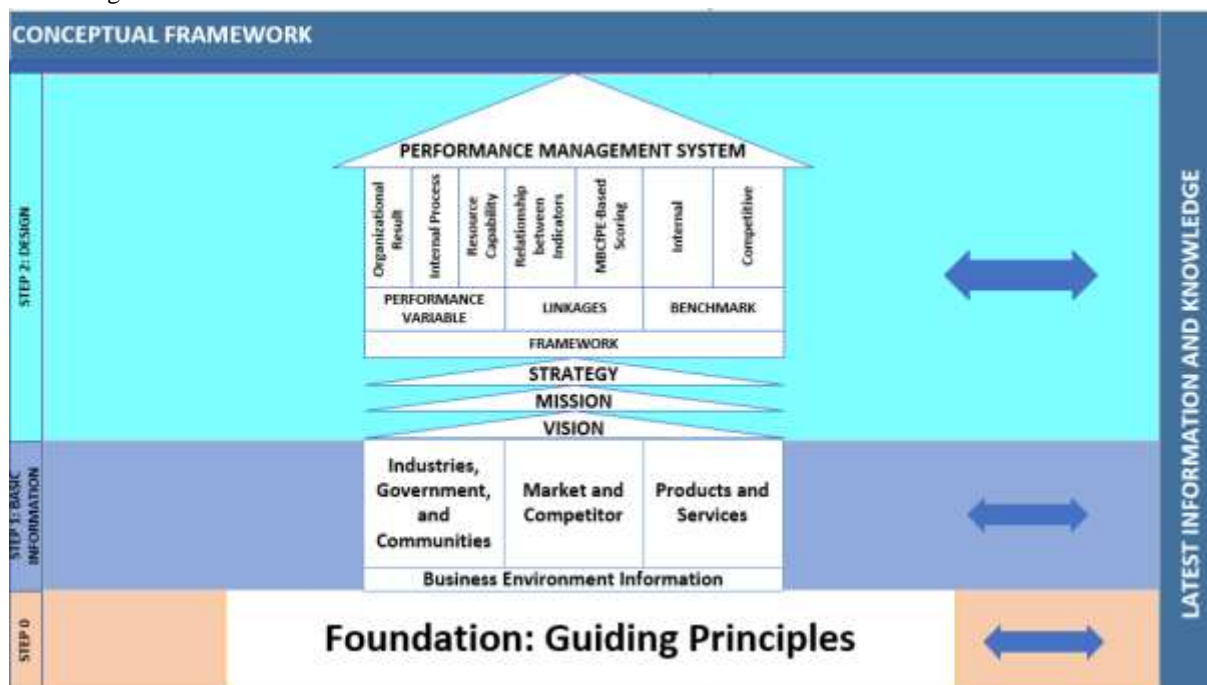 CONCEPTUAL FRAMEWORK
PERFORMANCE MANAGEMENT SYSTEM
Organizational
Result
Internal Process
Resource
Capability
Relationship
between
Indicators
MBCfPE-Based
Scoring
Internal
Competitive
PERFORMANCE
VARIABLE
LINKAGES
BENCHMARK
FRAMEWORK
STRATEGY
MISSION
VISION
STEP 2: DESIGN
Industries,
Government,
and
Communities
Market and
Competitor
Products and
Services
Business Environment Information
STEP 1: BASIC
INFORMATION
Foundation: Guiding Principles
STEP 0
LATEST INFORMATION AND KNOWLEDGE